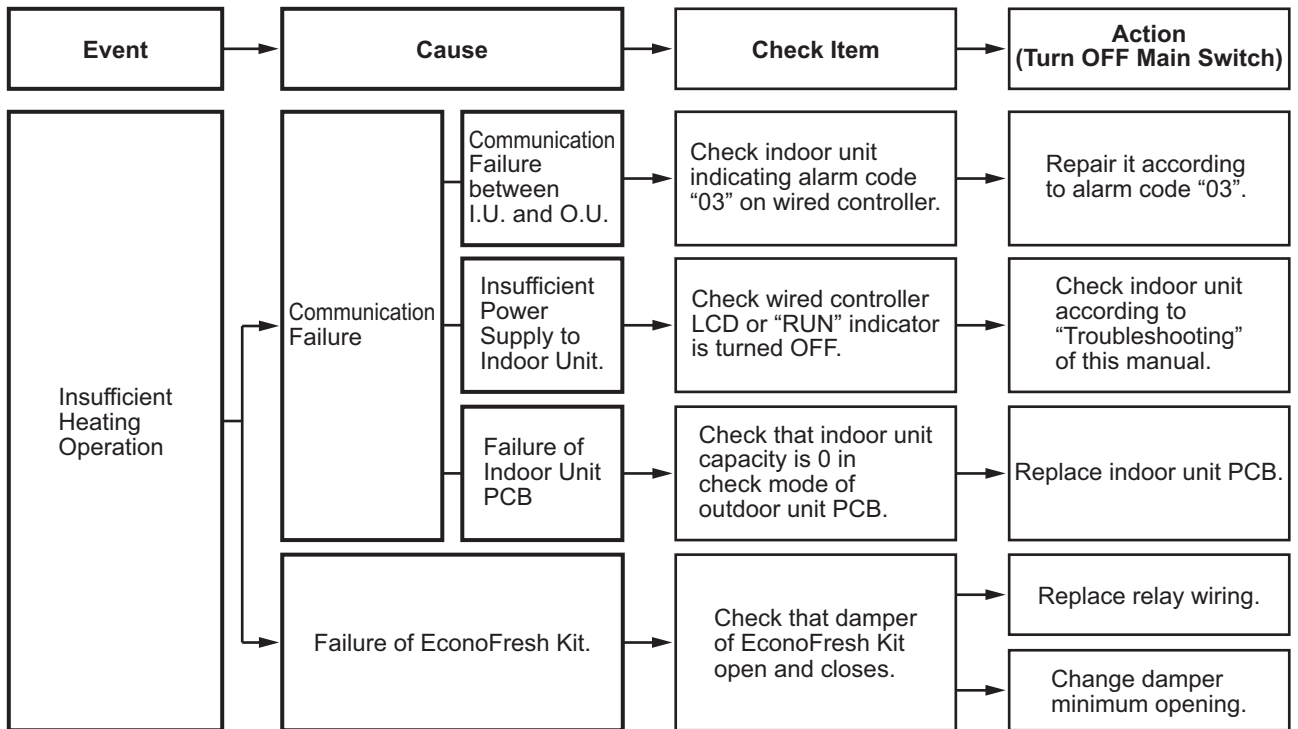 Event
Cause
Check Item
Action
(Turn OFF Main Switch)
Insufficient
Heating
Operation
Communication
Failure
Communication
Failure
between
I.U. and O.U.
Check indoor unit
indicating alarm code
“03” on wired controller.
Repair it according
to alarm code “03”.
Insufficient
Power
Supply to
Indoor Unit.
Check wired controller
LCD or “RUN” indicator
is turned OFF.
Check indoor unit
according to
“Troubleshooting”
of this manual.
Failure of
Indoor Unit
PCB
Check that indoor unit
capacity is 0 in
check mode of
outdoor unit PCB.
Replace indoor unit PCB.
Failure of EconoFresh Kit.
Check that damper
of EconoFresh Kit
open and closes.
Replace relay wiring.
Change damper
minimum opening.